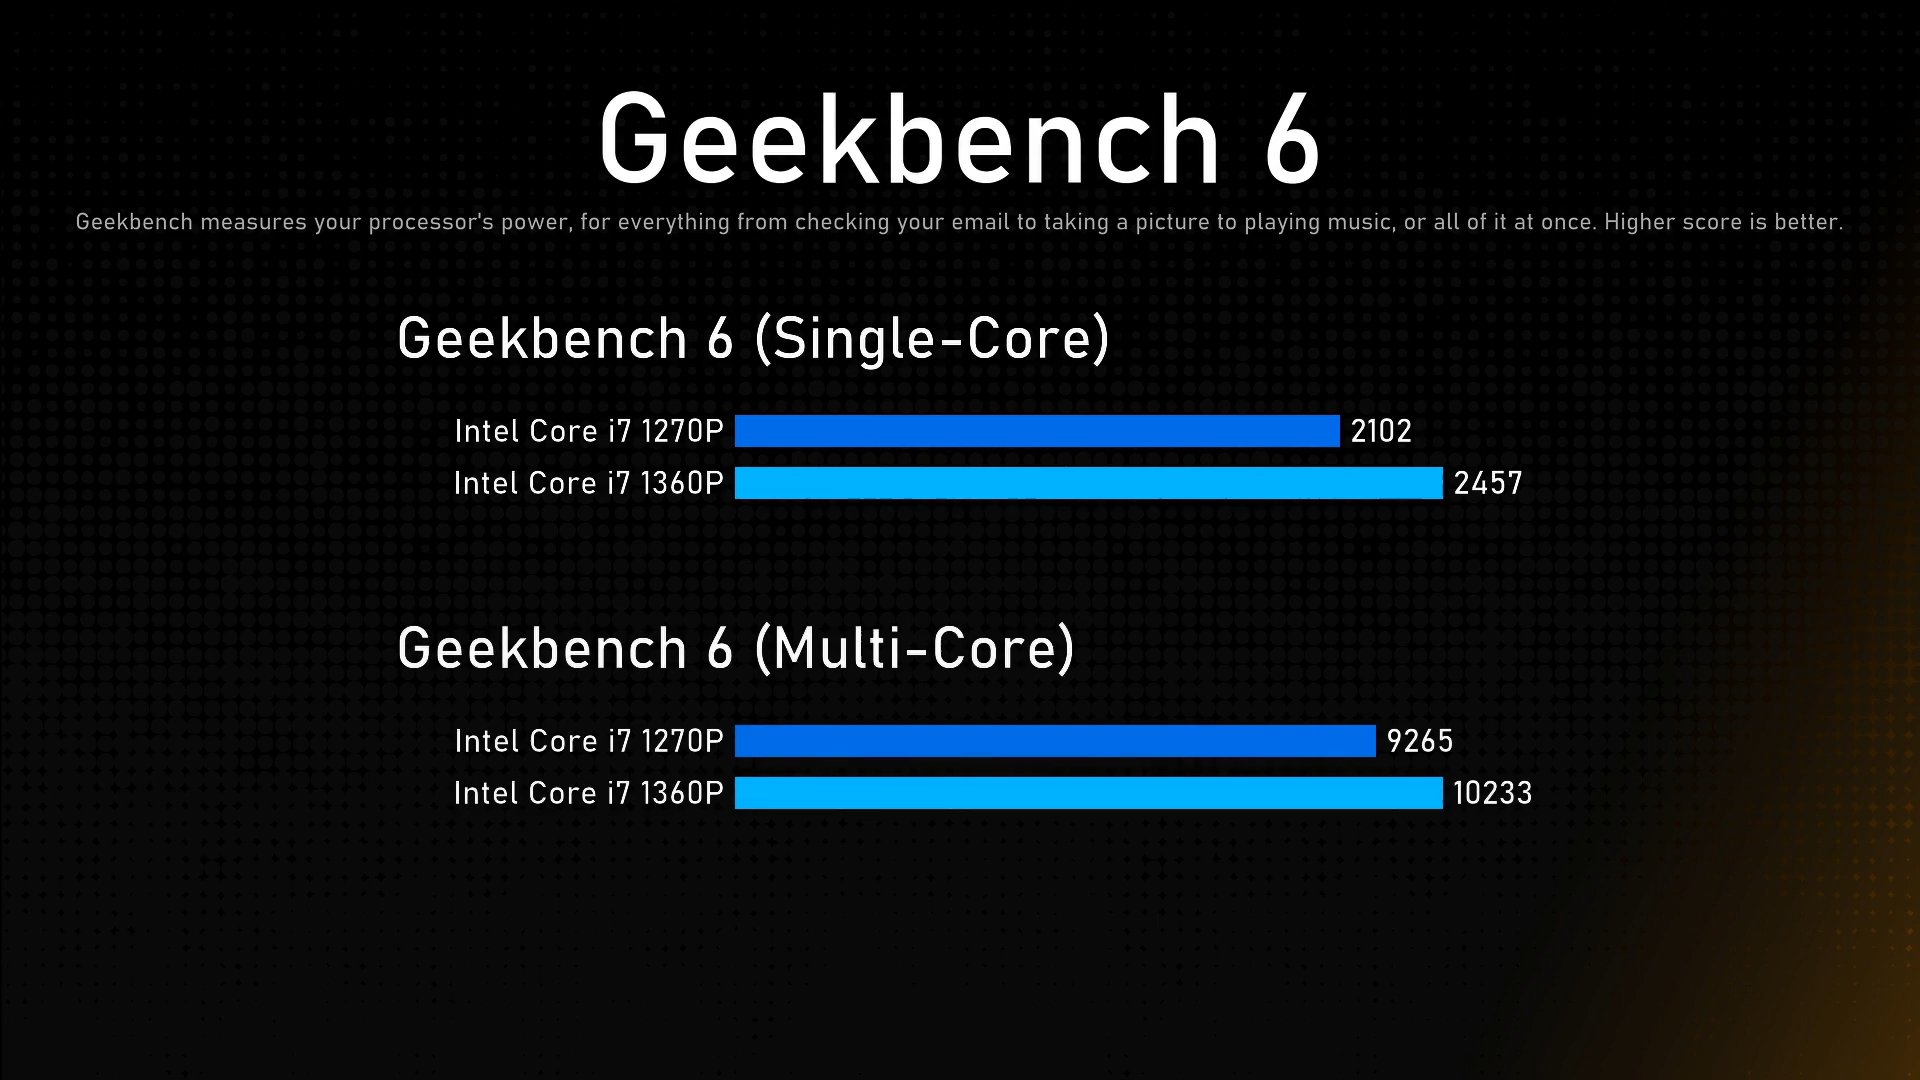 Geekbench 6
Geekbench measures your processor's power, for everything from checking your email to taking a picture to playing music, or all of it at once. Higher score is better.
Geekbench 6 (Single-Core)
Intel Core i7 1270P 2102
Intel Core i7 1360P 2457
Geekbench 6 (Multi-Core)
Intel Core i7 1270P 9265
Intel Core i7 1360P 10233